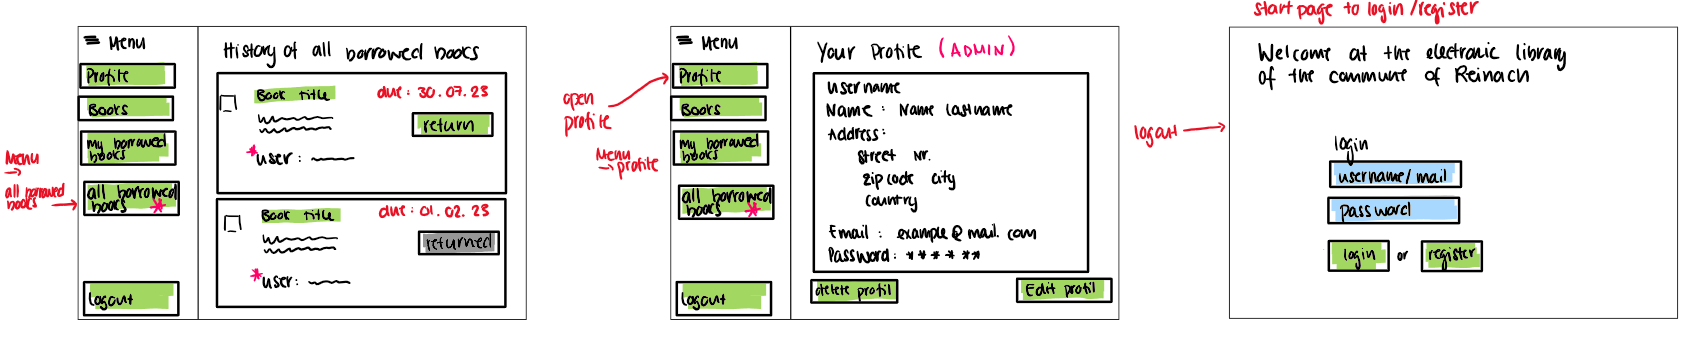 Menu
Profile
Books
my borrowed
books
all borrowed
books *
Logout
Menu
→
all borrowed
books
History of all borrowed books
Book Title
due: 30.07.23
return
* user:
Book Title
due: 01.02.23
returned
* user:
Menu
Profile
Books
my borrowed
books
all borrowed
books *
Logout
open
profile
Menu
→ profile
Your Profile (ADMIN)
username
Name : Name lastname
Address:
Street Nr.
zip code city
country
Email : example@mail.com
Password: ******
delete profil
Edit profil
start page to login/register
logout
Welcome at the electronic library
of the commune of Reinach
login
username/mail
password
login or register